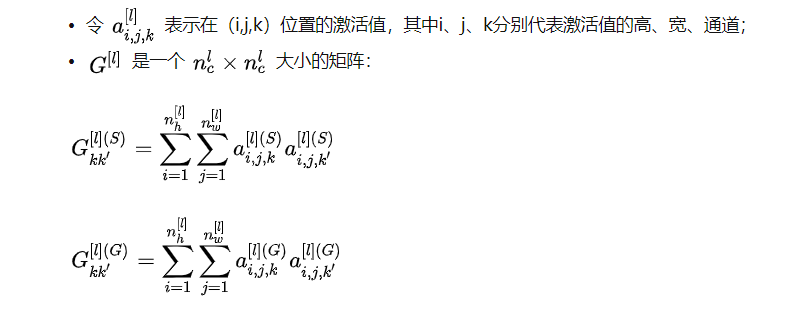 • 令 $a_{i,j,k}^{[l]}$ 表示在（i,j,k）位置的激活值，其中i、j、k分别代表激活值的高、宽、通道；
• $G^{[l]}$ 是一个 $n_c^l \times n_c^l$ 大小的矩阵：
$G_{kk'}^{[l](S)} = \sum_{i=1}^{n_h^{[l]}} \sum_{j=1}^{n_w^{[l]}} a_{i,j,k}^{[l](S)} a_{i,j,k'}^{[l](S)}$
$G_{kk'}^{[l](G)} = \sum_{i=1}^{n_h^{[l]}} \sum_{j=1}^{n_w^{[l]}} a_{i,j,k}^{[l](G)} a_{i,j,k'}^{[l](G)}$